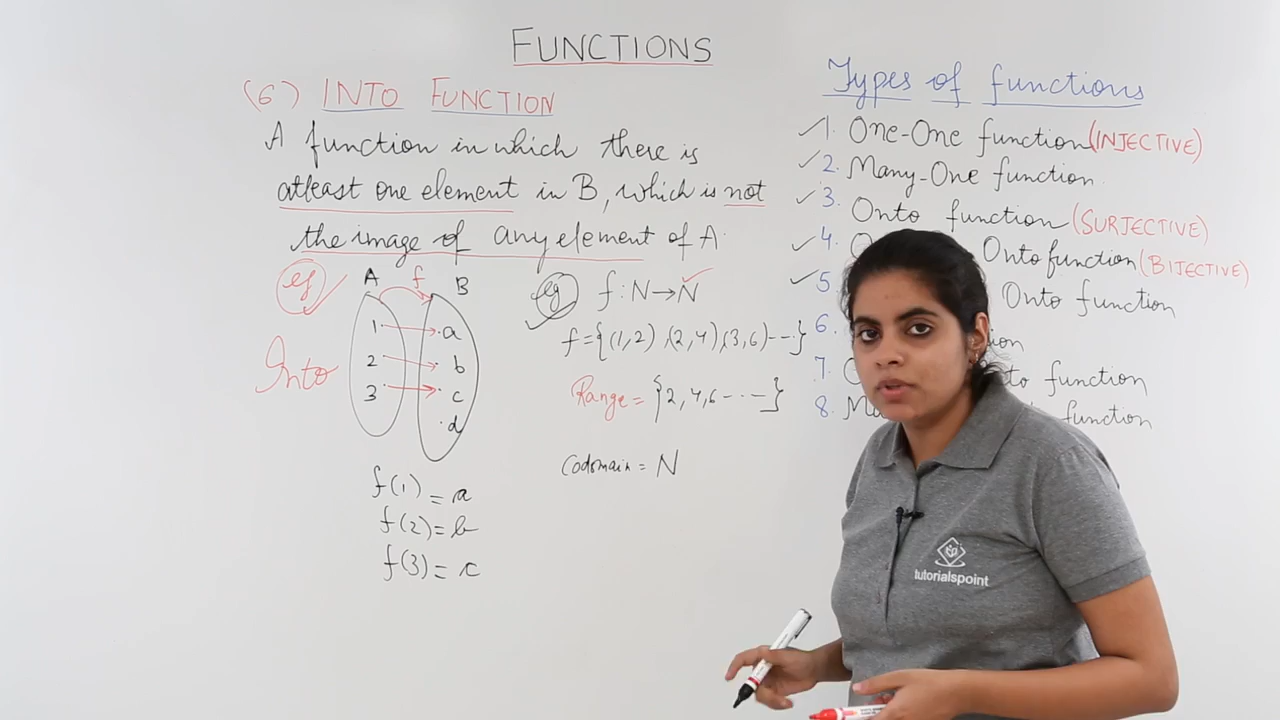 FUNCTIONS
(6) INTO FUNCTION
A function in which there is
atleast one element in B, which is not
the image of any element of A.
eg
A f B
1 a
2 b
3 c
d
Into
f(1) = a
f(2) = b
f(3) = c
eg f : N → N
f = {(1,2), (2,4), (3,6) --- }
Range = {2, 4, 6 - - - - }
Codomain = N
Types of functions
1. One-One function (INJECTIVE)
2. Many-One function
3. Onto function (SURJECTIVE)
4. Onto function (BIJECTIVE)
5. Onto function
6.
7. function
8. function
tutorialspoint